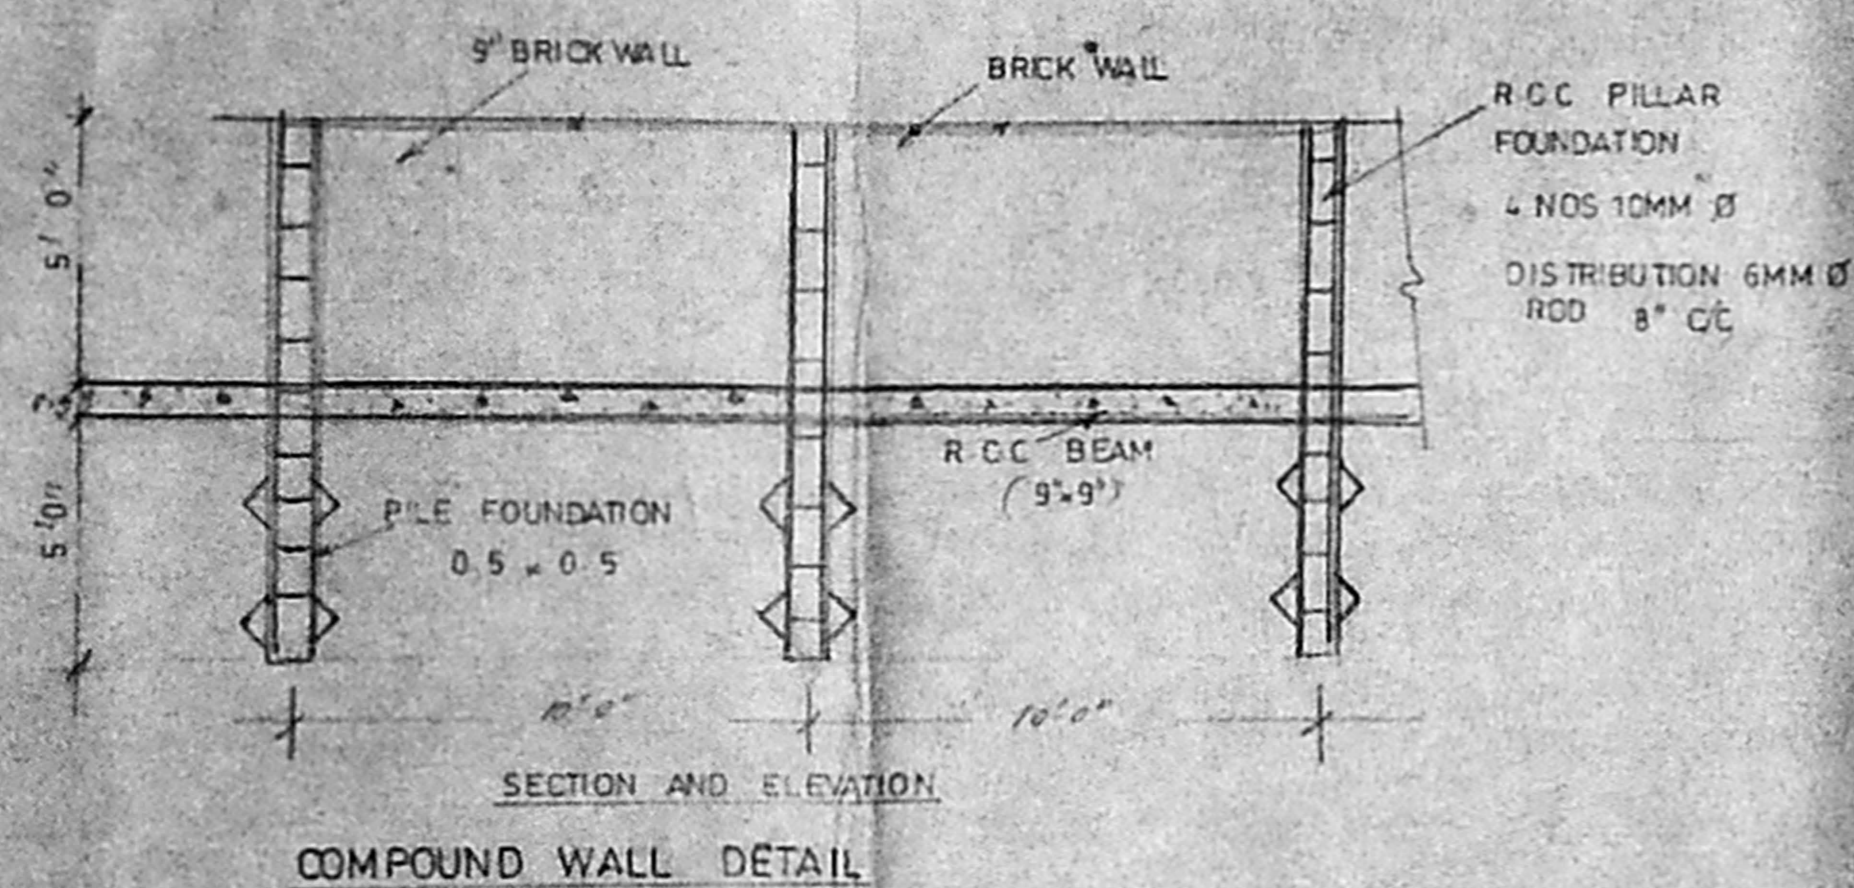 9" BRICK WALL
BRICK WALL
R.C.C PILLAR
FOUNDATION
4 NOS 10MM Ø
DISTRIBUTION 6MM Ø
ROD 8" C/C
5' 0"
5' 0"
R.C.C BEAM
(9"x9")
PILE FOUNDATION
0.5 x 0.5
10'0"
10'0"
SECTION AND ELEVATION
COMPOUND WALL DETAIL